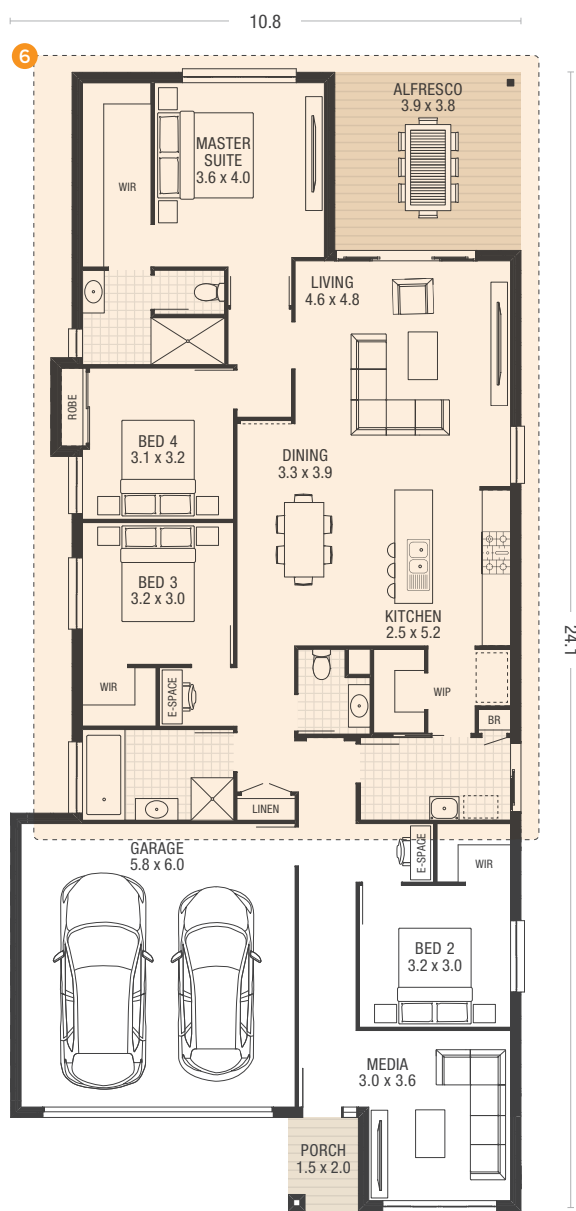 10.8
6
ALFRESCO
3.9 x 3.8
MASTER
SUITE
3.6 x 4.0
WIR
LIVING
4.6 x 4.8
ROBE
BED 4
3.1 x 3.2
DINING
3.3 x 3.9
BED 3
3.2 x 3.0
KITCHEN
2.5 x 5.2
24.1
WIR
E-SPACE
WIP
BR
LINEN
GARAGE
5.8 x 6.0
E-SPACE
WIR
BED 2
3.2 x 3.0
MEDIA
3.0 x 3.6
PORCH
1.5 x 2.0